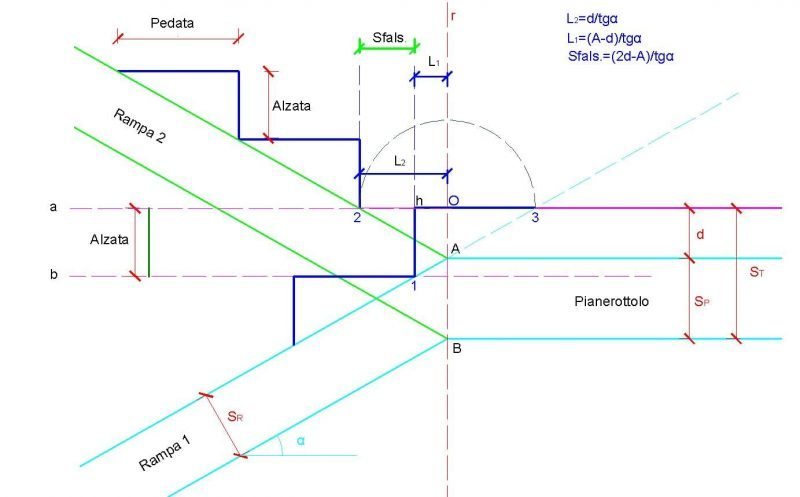 Pedata
r
L2=d/tgα
L1=(A-d)/tgα
Sfals.=(2d-A)/tgα
Sfals.
L1
Alzata
Rampa 2
L2
a
2
h
O
3
Alzata
d
A
b
1
ST
SP
Pianerottolo
B
SR
Rampa 1
α